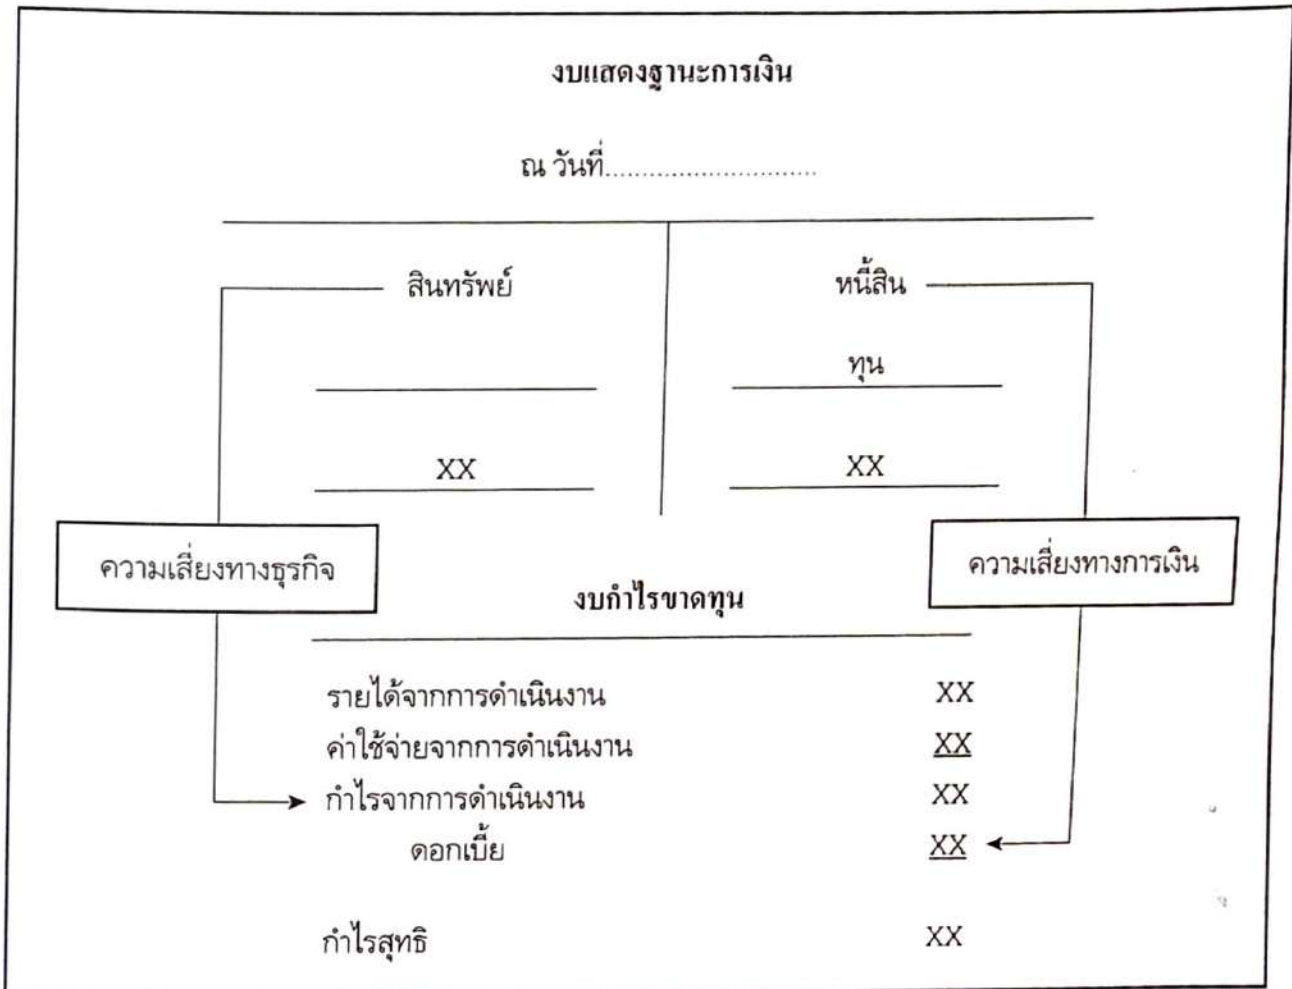 งบแสดงฐานะการเงิน
ณ วันที่............................
สินทรัพย์ หนี้สิน
ทุน
XX XX
ความเสี่ยงทางธุรกิจ ความเสี่ยงทางการเงิน
งบกำไรขาดทุน
รายได้จากการดำเนินงาน XX
ค่าใช้จ่ายจากการดำเนินงาน XX
กำไรจากการดำเนินงาน XX
ดอกเบี้ย XX
กำไรสุทธิ XX